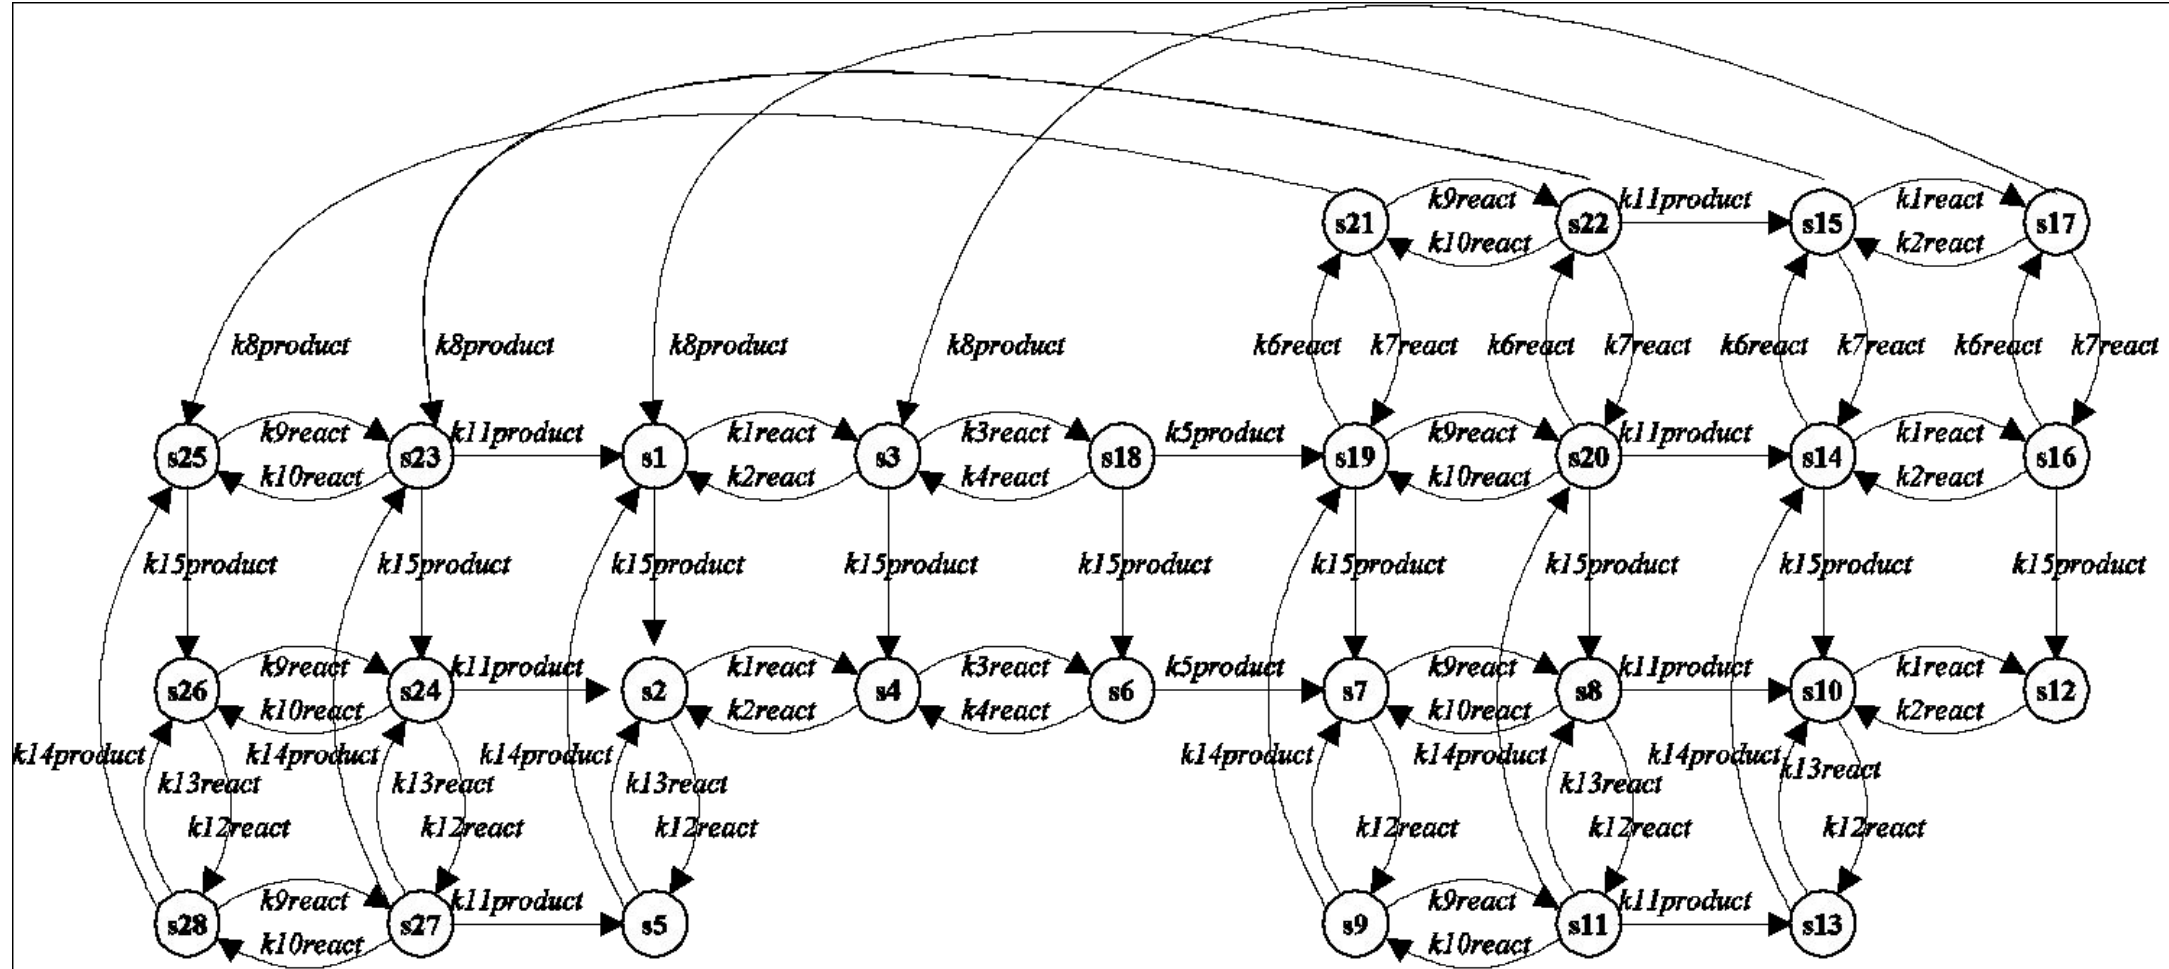 k9react k11product k1react
s21 s22 s15 s17
k10react k2react
k8product k8product k8product k8product k6react k7react k6react k7react k6react k7react k6react k7react
k9react k11product k1react k3react k5product k9react k11product k1react
s25 s23 s1 s3 s18 s19 s20 s14 s16
k10react k2react k4react k10react k2react
k15product k15product k15product k15product k15product k15product k15product k15product k15product
k9react k11product k1react k3react k5product k9react k11product k1react
s26 s24 s2 s4 s6 s7 s8 s10 s12
k10react k2react k4react k10react k2react
k14product k14product k14product k14product k14product k14product
k13react k13react k13react k13react k13react
k12react k12react k12react k12react k12react k12react
k9react k11product k9react k11product
s28 s27 s5 s9 s11 s13
k10react k10react